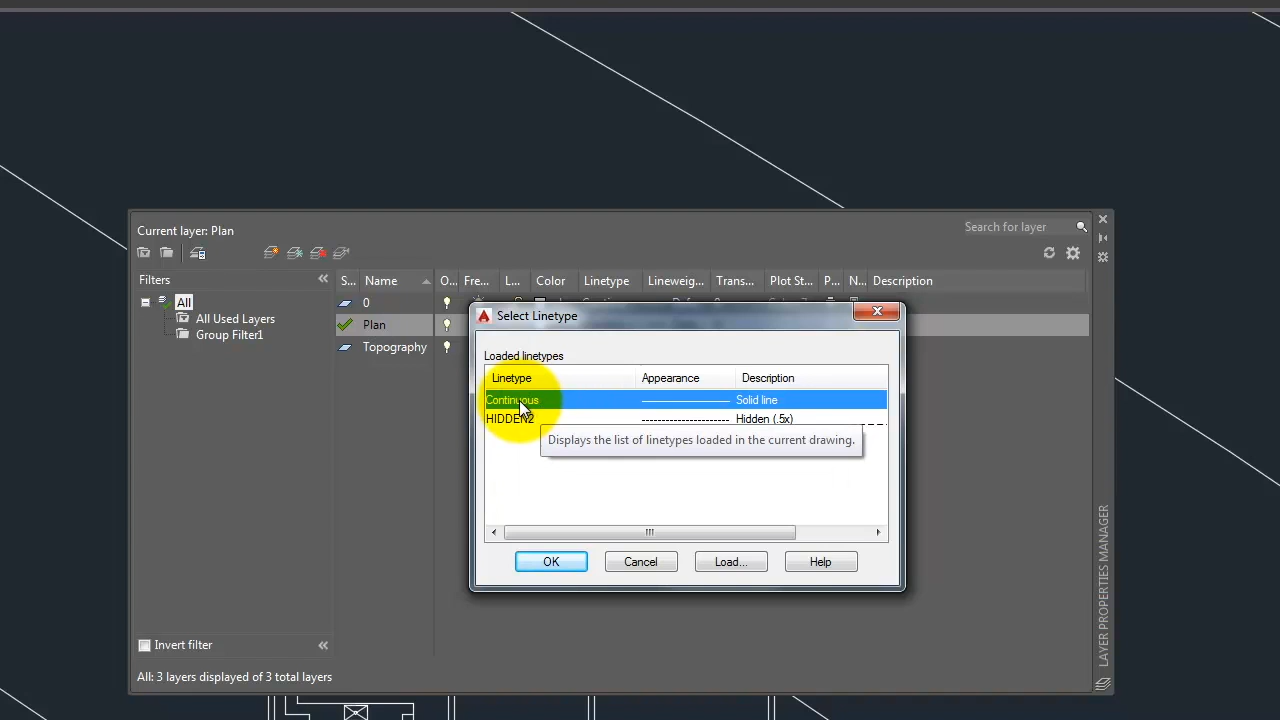 Current layer: Plan
Search for layer
Filters
S... Name O... Fre... L... Color Linetype Lineweig... Trans... Plot St... P... N... Description
All
0
All Used Layers
Plan
Group Filter1
Topography
Select Linetype
Loaded linetypes
Linetype Appearance Description
Continuous Solid line
HIDDEN2 Hidden (.5x)
Displays the list of linetypes loaded in the current drawing.
OK Cancel Load... Help
Invert filter
All: 3 layers displayed of 3 total layers
LAYER PROPERTIES MANAGER